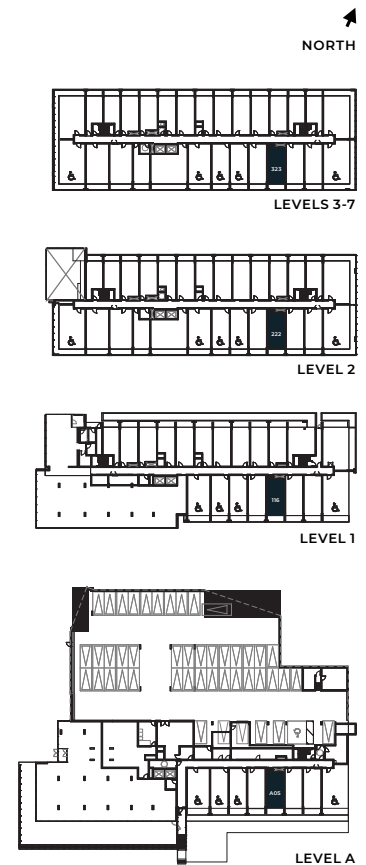 NORTH
323
LEVELS 3-7
222
LEVEL 2
116
LEVEL 1
A05
LEVEL A